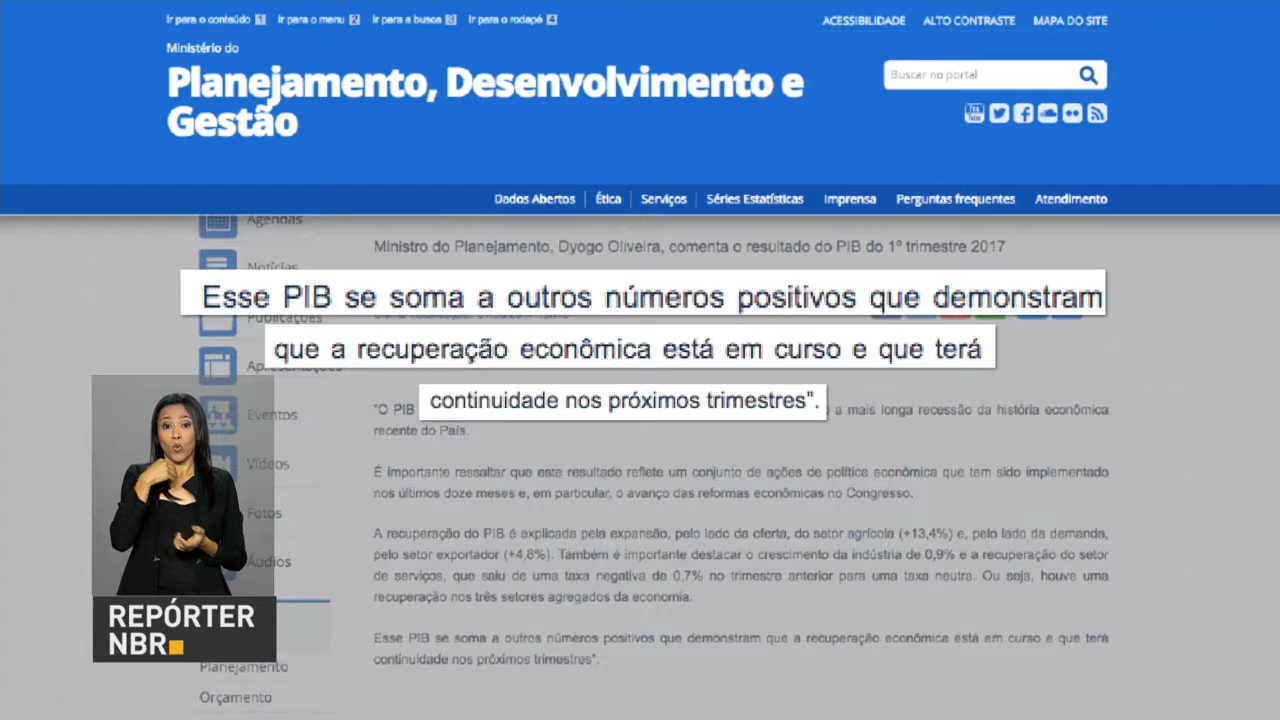 Ir para o conteúdo 1 Ir para o menu 2 Ir para a busca 3 Ir para o rodapé 4
ACESSIBILIDADE ALTO CONTRASTE MAPA DO SITE
Ministério do
Planejamento, Desenvolvimento e
Gestão
Buscar no portal
You Tube
Dados Abertos Ética Serviços Séries Estatísticas Imprensa Perguntas frequentes Atendimento
Agendas
Notícias
Publicações
Apresentações
Eventos
Vídeos
Fotos
Áudios
Planejamento
Orçamento
Ministro do Planejamento, Dyogo Oliveira, comenta o resultado do PIB do 1º trimestre 2017
Esse PIB se soma a outros números positivos que demonstram
que a recuperação econômica está em curso e que terá
continuidade nos próximos trimestres".
"O PIB a mais longa recessão da história econômica
recente do País.
É importante ressaltar que este resultado reflete um conjunto de ações de política econômica que tem sido implementado
nos últimos doze meses e, em particular, o avanço das reformas econômicas no Congresso.
A recuperação do PIB é explicada pela expansão, pelo lado da oferta, do setor agrícola (+13,4%) e, pelo lado da demanda,
pelo setor exportador (+4,8%). Também é importante destacar o crescimento da indústria de 0,9% e a recuperação do setor
de serviços, que saiu de uma taxa negativa de 0,7% no trimestre anterior para uma taxa neutra. Ou seja, houve uma
recuperação nos três setores agregados da economia.
Esse PIB se soma a outros números positivos que demonstram que a recuperação econômica está em curso e que terá
continuidade nos próximos trimestres".
REPÓRTER
NBR